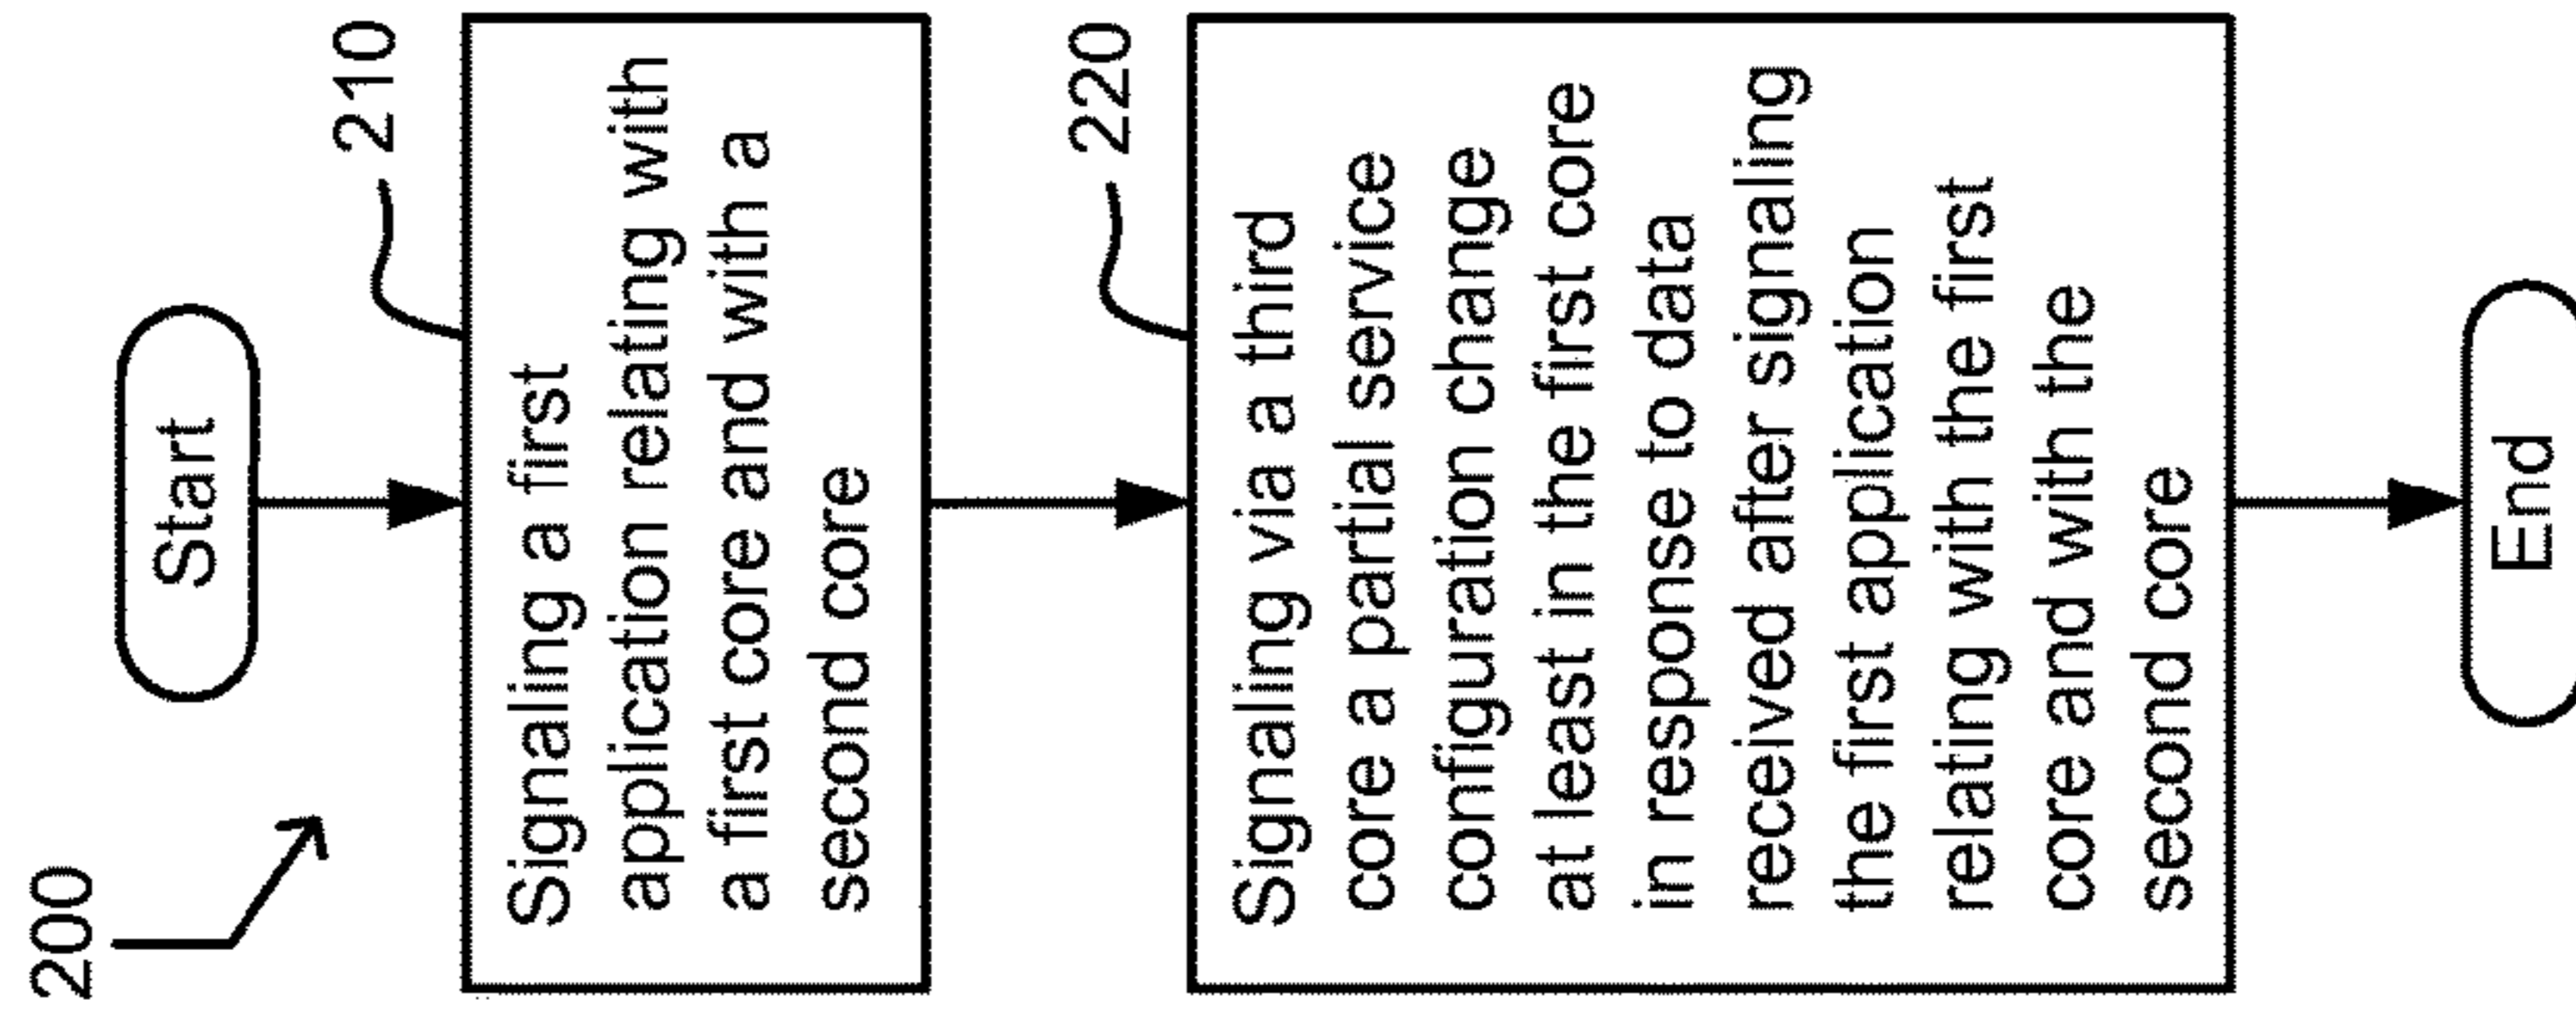 200
Start
210
Signaling a first
application relating with
a first core and with a
second core
220
Signaling via a third
core a partial service
configuration change
at least in the first core
in response to data
received after signaling
the first application
relating with the first
core and with the
second core
End